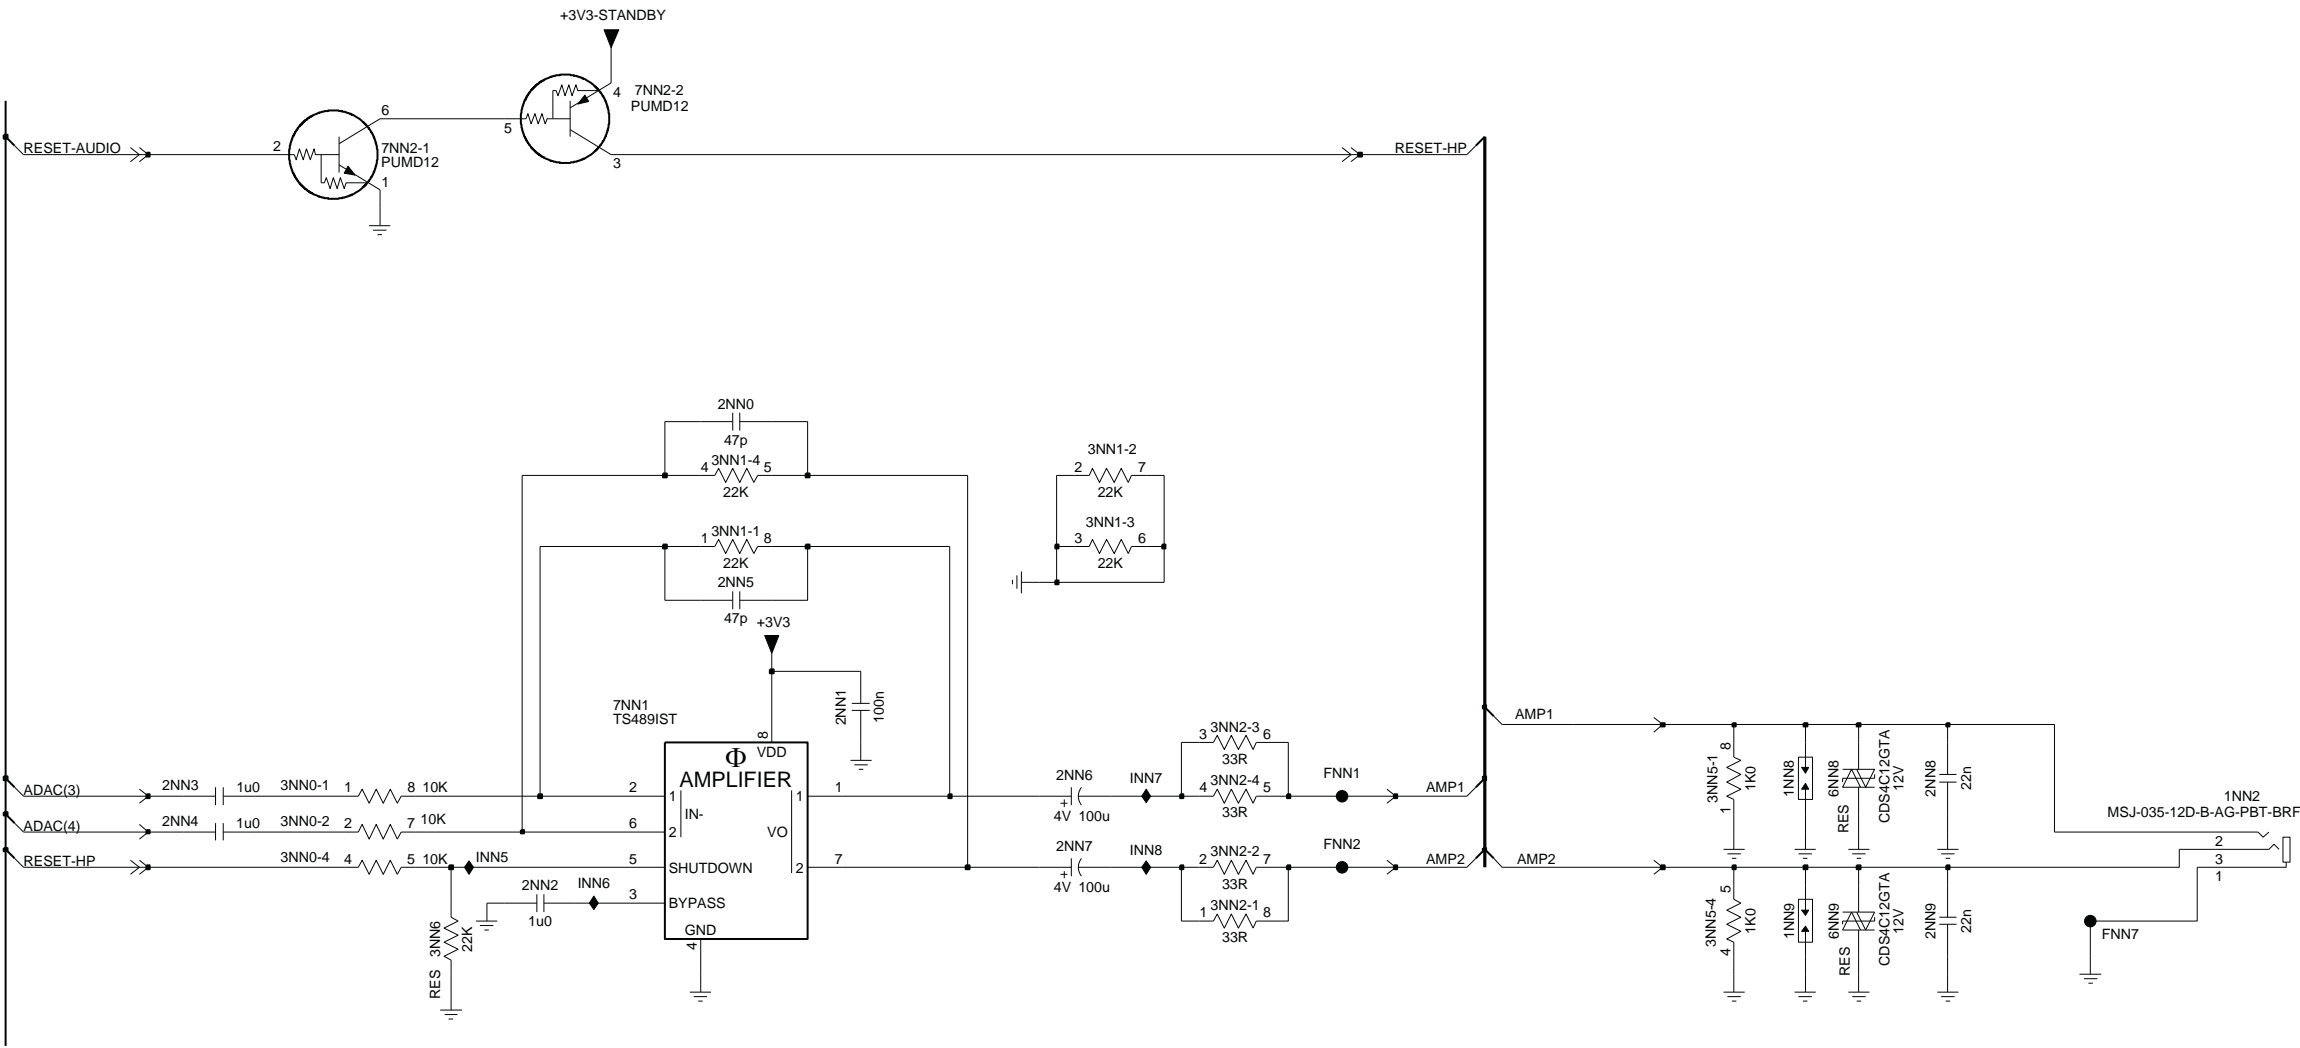 +3V3-STANDBY
4
7NN2-2
PUMD12
5
3
6
RESET-AUDIO
2
7NN2-1
PUMD12
1
RESET-HP
2NN0
47p
4
3NN1-4
5
22K
3NN1-1
1
8
22K
2NN5
47p
3NN1-2
2
7
22K
3NN1-3
3
6
22K
+3V3
2NN1
100n
7NN1
TS489IST
8
Φ
VDD
AMPLIFIER
ADAC(3)
2NN3
1u0
3NN0-1
1
8
10K
2
1
IN-
1
1
ADAC(4)
2NN4
1u0
3NN0-2
2
7
10K
6
2
VO
RESET-HP
3NN0-4
4
5
10K
INN5
5
SHUTDOWN
2
7
2NN2
1u0
INN6
3
BYPASS
GND
4
RES
3NN6
22K
2NN6
+
4V
100u
INN7
3
3NN2-3
6
33R
4
3NN2-4
5
33R
FNN1
AMP1
2NN7
+
4V
100u
INN8
2
3NN2-2
7
33R
1
3NN2-1
8
33R
FNN2
AMP2
AMP1
3NN5-1
8
1
1K0
1NN8
RES
6NN8
CDS4C12GTA
12V
2NN8
22n
AMP2
3NN5-4
5
4
1K0
1NN9
RES
6NN9
CDS4C12GTA
12V
2NN9
22n
1NN2
MSJ-035-12D-B-AG-PBT-BRF
2
3
1
FNN7